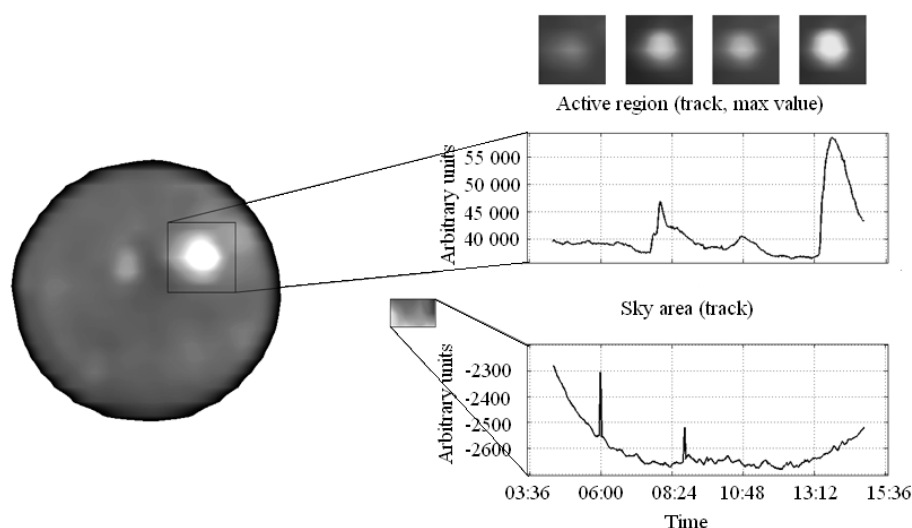 Active region (track, max value)
Arbitrary units
55 000
50 000
45 000
40 000
Sky area (track)
Arbitrary units
-2300
-2400
-2500
-2600
03:36 06:00 08:24 10:48 13:12 15:36
Time